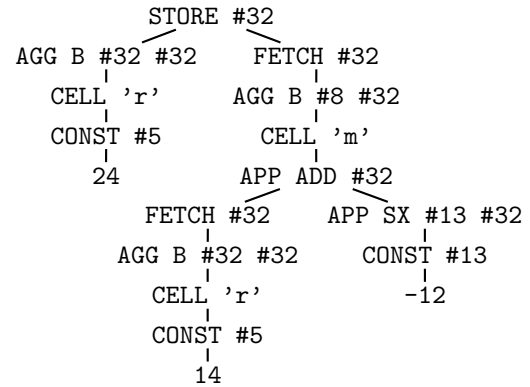 STORE #32
AGG B #32 #32 FETCH #32
CELL 'r' AGG B #8 #32
CONST #5 CELL 'm'
24 APP ADD #32
FETCH #32 APP SX #13 #32
AGG B #32 #32 CONST #13
CELL 'r' -12
CONST #5
14